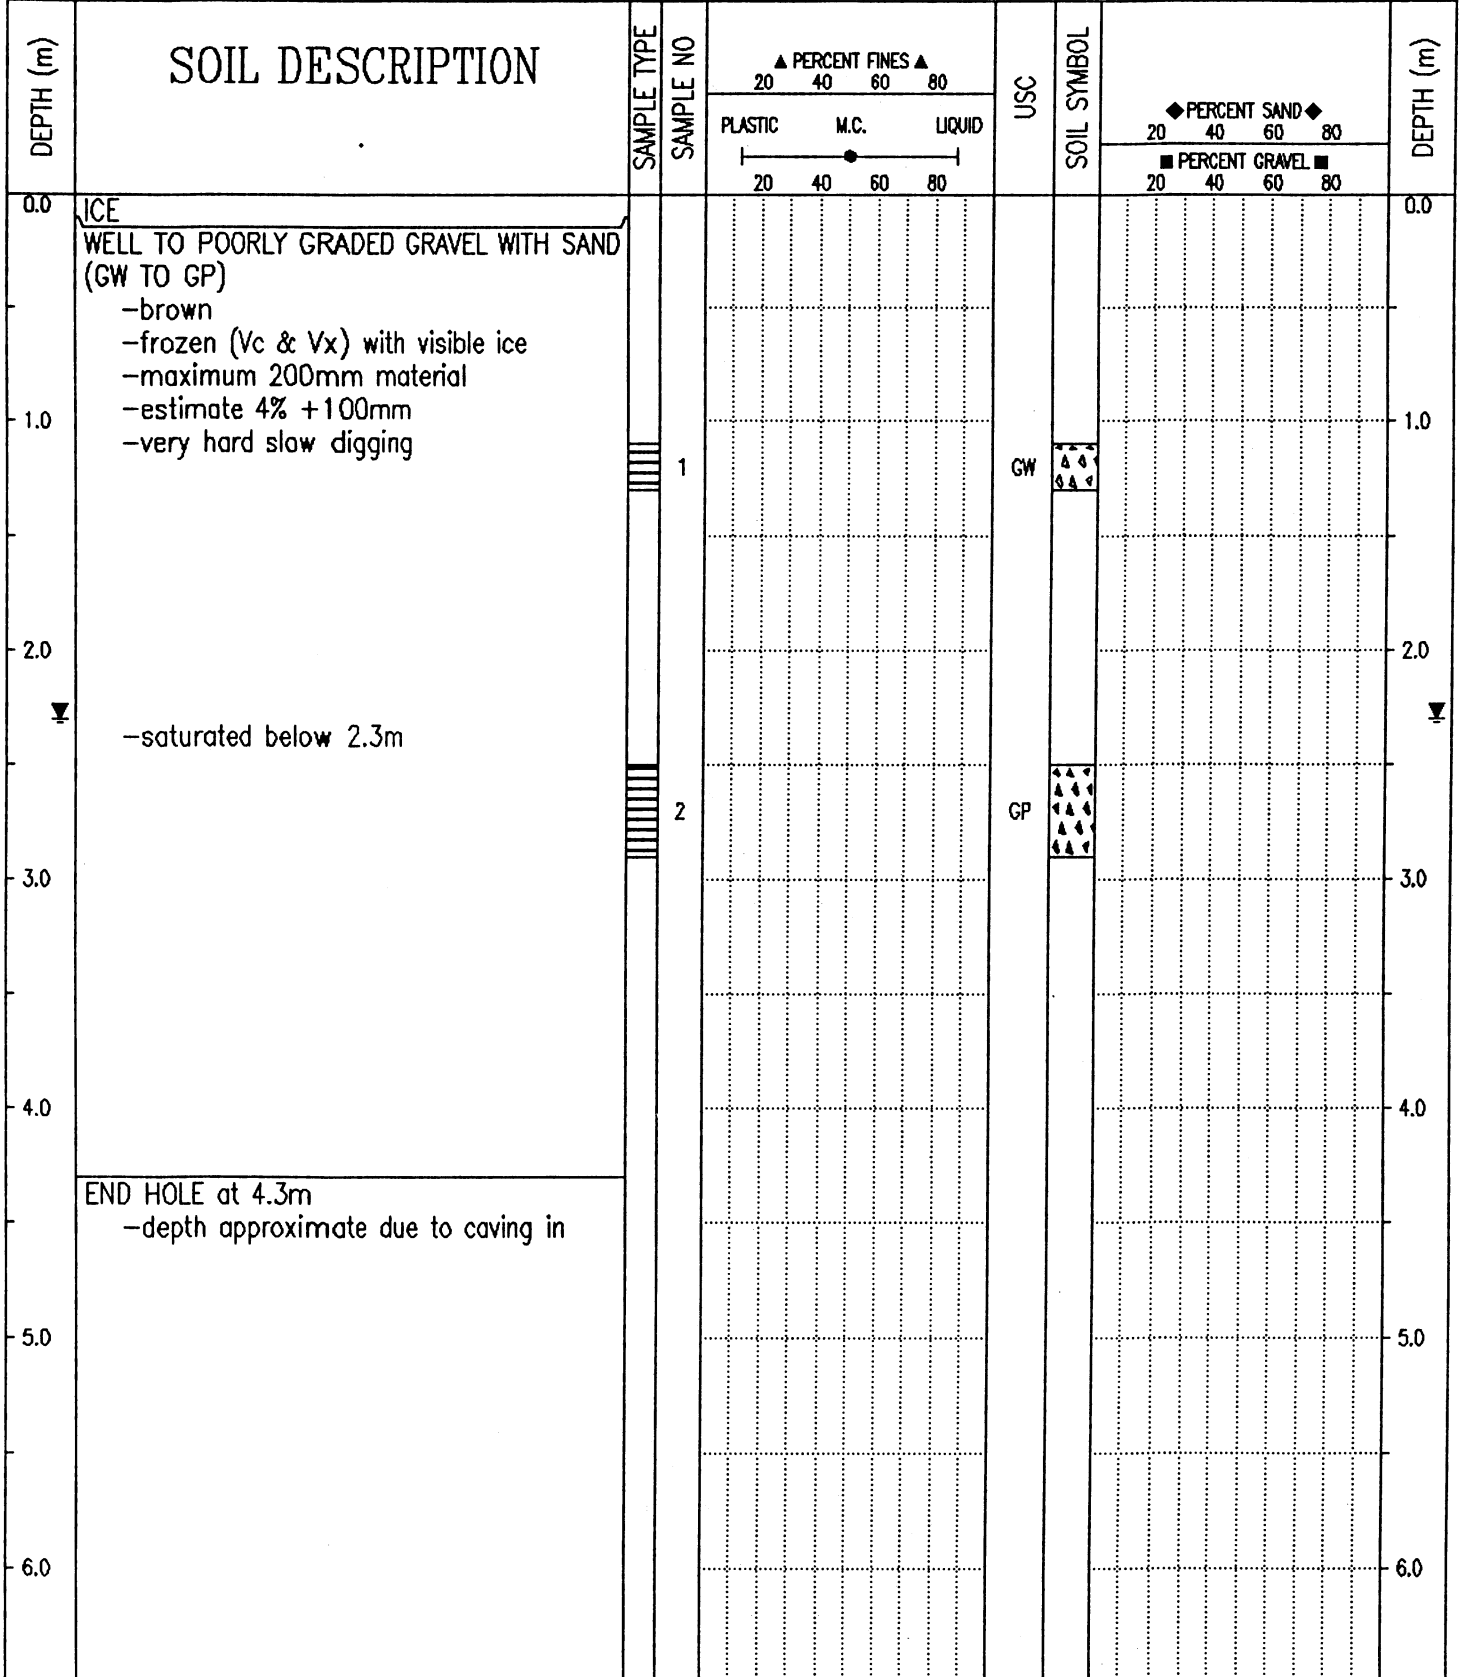 DEPTH (m)
SOIL DESCRIPTION
SAMPLE TYPE
SAMPLE NO
▲ PERCENT FINES ▲
20 40 60 80
PLASTIC M.C. LIQUID
20 40 60 80
USC
SOIL SYMBOL
◆PERCENT SAND◆
20 40 60 80
■ PERCENT GRAVEL ■
20 40 60 80
DEPTH (m)
0.0 ICE 0.0
WELL TO POORLY GRADED GRAVEL WITH SAND
(GW TO GP)
-brown
-frozen (Vc & Vx) with visible ice
-maximum 200mm material
1.0 -estimate 4% +100mm 1.0
-very hard slow digging
1 GW
2.0 2.0
-saturated below 2.3m
2 GP
3.0 3.0
4.0 4.0
END HOLE at 4.3m
-depth approximate due to caving in
5.0 5.0
6.0 6.0